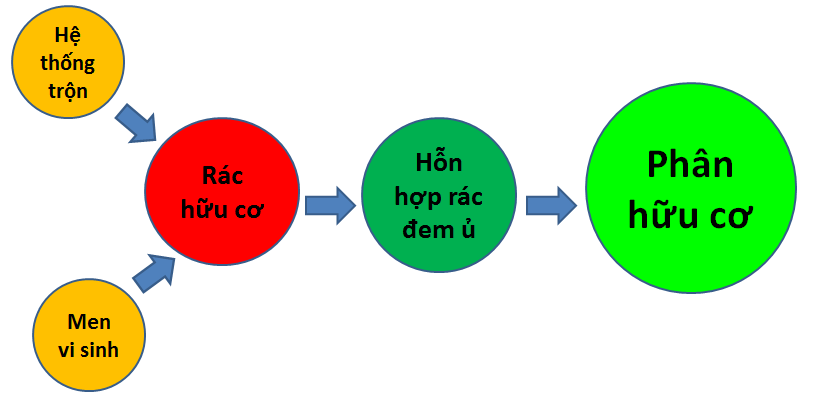 Hệ
thống
trộn
Men
vi sinh
Rác
hữu cơ
Hỗn
hợp rác
đem ủ
Phân
hữu cơ